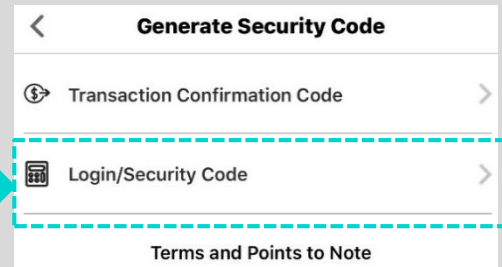 Generate Security Code
Transaction Confirmation Code
Login/Security Code
Terms and Points to Note